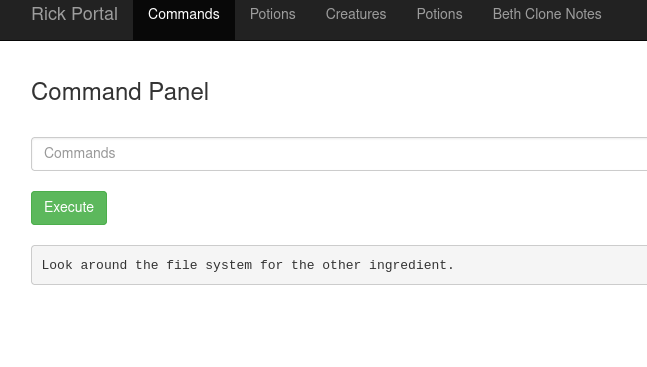 Rick Portal Commands Potions Creatures Potions Beth Clone Notes
Command Panel
Commands
Execute
Look around the file system for the other ingredient.